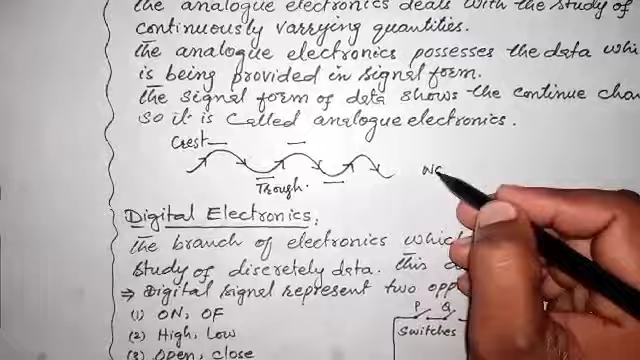 the analogue electronics deals with the study of
continuously varrying quantities.
The analogue electronics possesses the data whi
is being provided in signal form.
The signal form of data shows the continue chan
so it is called analogue electronics.
Crest
Trough.
Digital Electronics.
The branch of electronics which
study of discretely data. This
⇒ Digital signal represent two opp
(1) ON, OF
(2) High, Low
(3) Open, close
P Q
Switches